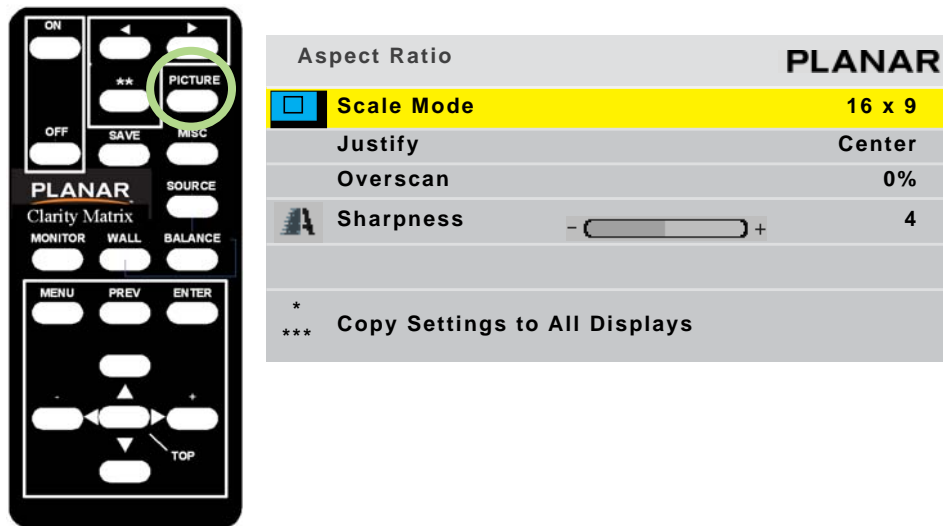 ON
** PICTURE
OFF SAVE MISC
PLANAR SOURCE
Clarity Matrix
MONITOR WALL BALANCE
MENU PREV ENTER
- +
TOP
Aspect Ratio PLANAR
Scale Mode 16 x 9
Justify Center
Overscan 0%
Sharpness - + 4
*
*** Copy Settings to All Displays